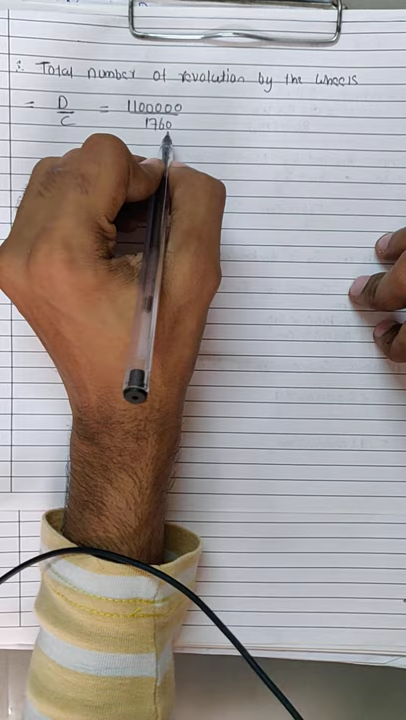 ∴ Total number of revolution by the wheels
= D/C = 1100000/1760